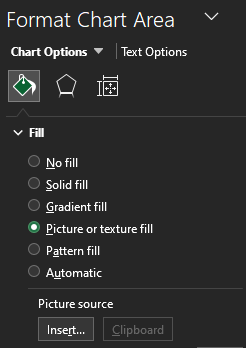 Format Chart Area
Chart Options Text Options
Fill
No fill
Solid fill
Gradient fill
Picture or texture fill
Pattern fill
Automatic
Picture source
Insert... Clipboard